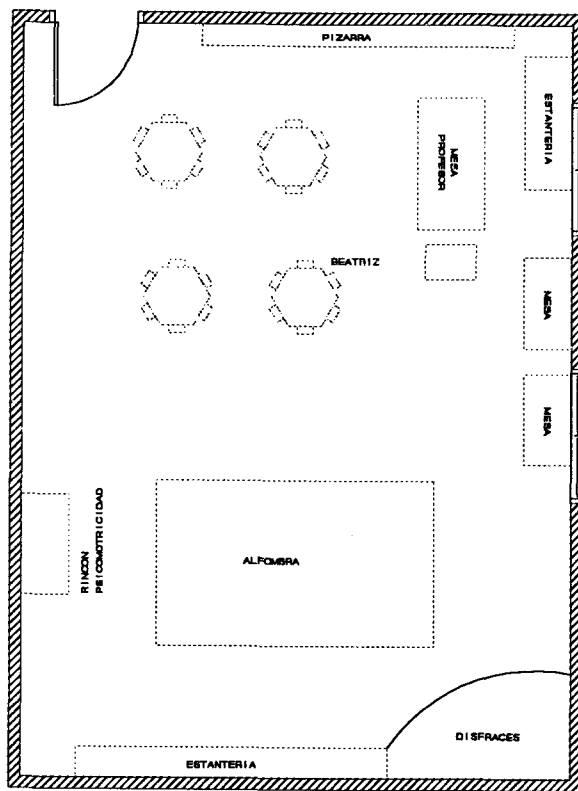 PIZARRA
ESTANTERIA
MESA
PROFESOR
BEATRIZ
MESA
MESA
RINCON
PSICOMOTRICIDAD
ALFOMBRA
DISFRACES
ESTANTERIA